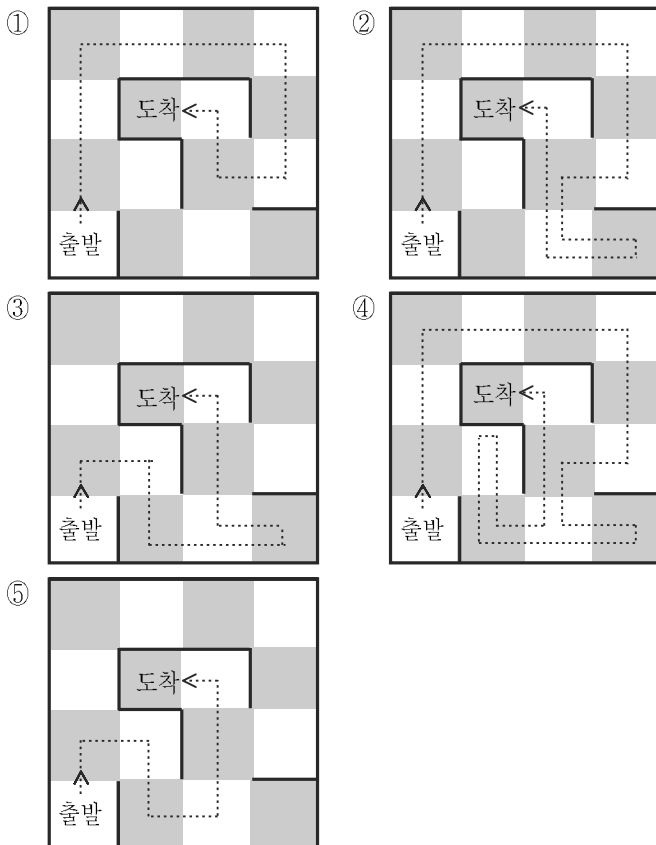 ① ②
도착 도착
출발 출발
③ ④
도착 도착
출발 출발
⑤
도착
출발